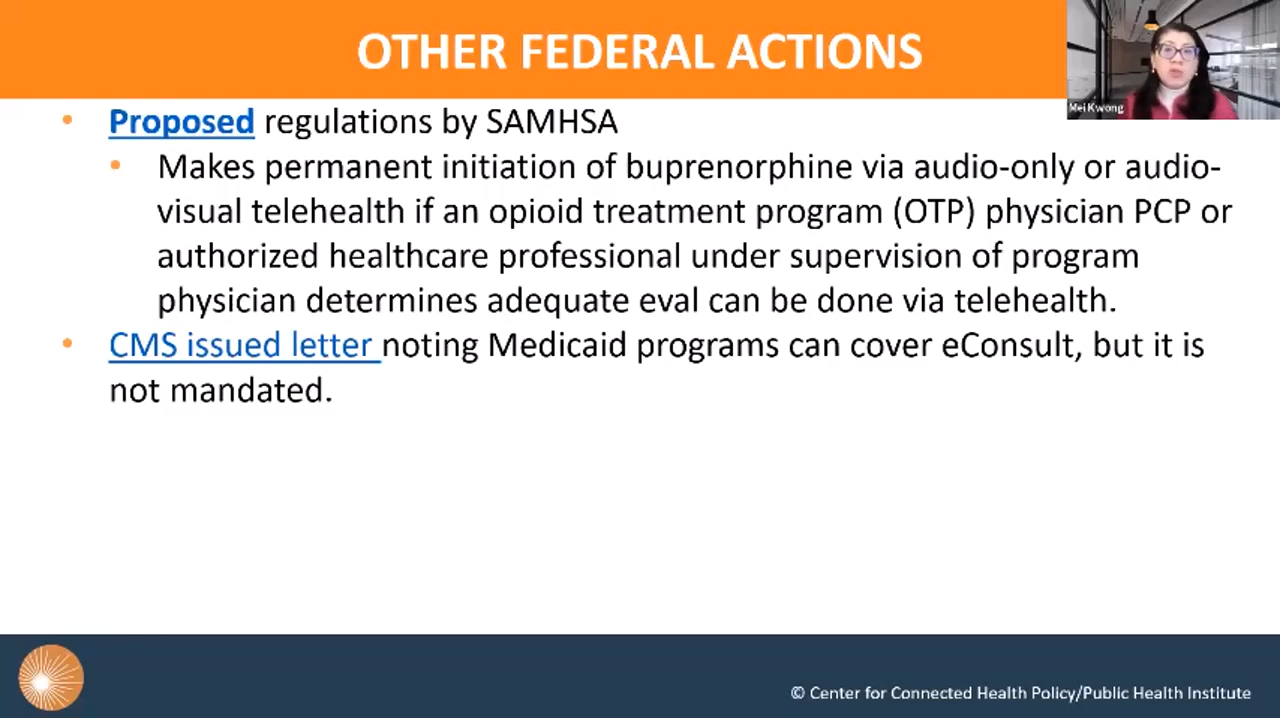 OTHER FEDERAL ACTIONS
Mei Kwong
• Proposed regulations by SAMHSA
• Makes permanent initiation of buprenorphine via audio-only or audio-
visual telehealth if an opioid treatment program (OTP) physician PCP or
authorized healthcare professional under supervision of program
physician determines adequate eval can be done via telehealth.
• CMS issued letter noting Medicaid programs can cover eConsult, but it is
not mandated.
© Center for Connected Health Policy/Public Health Institute